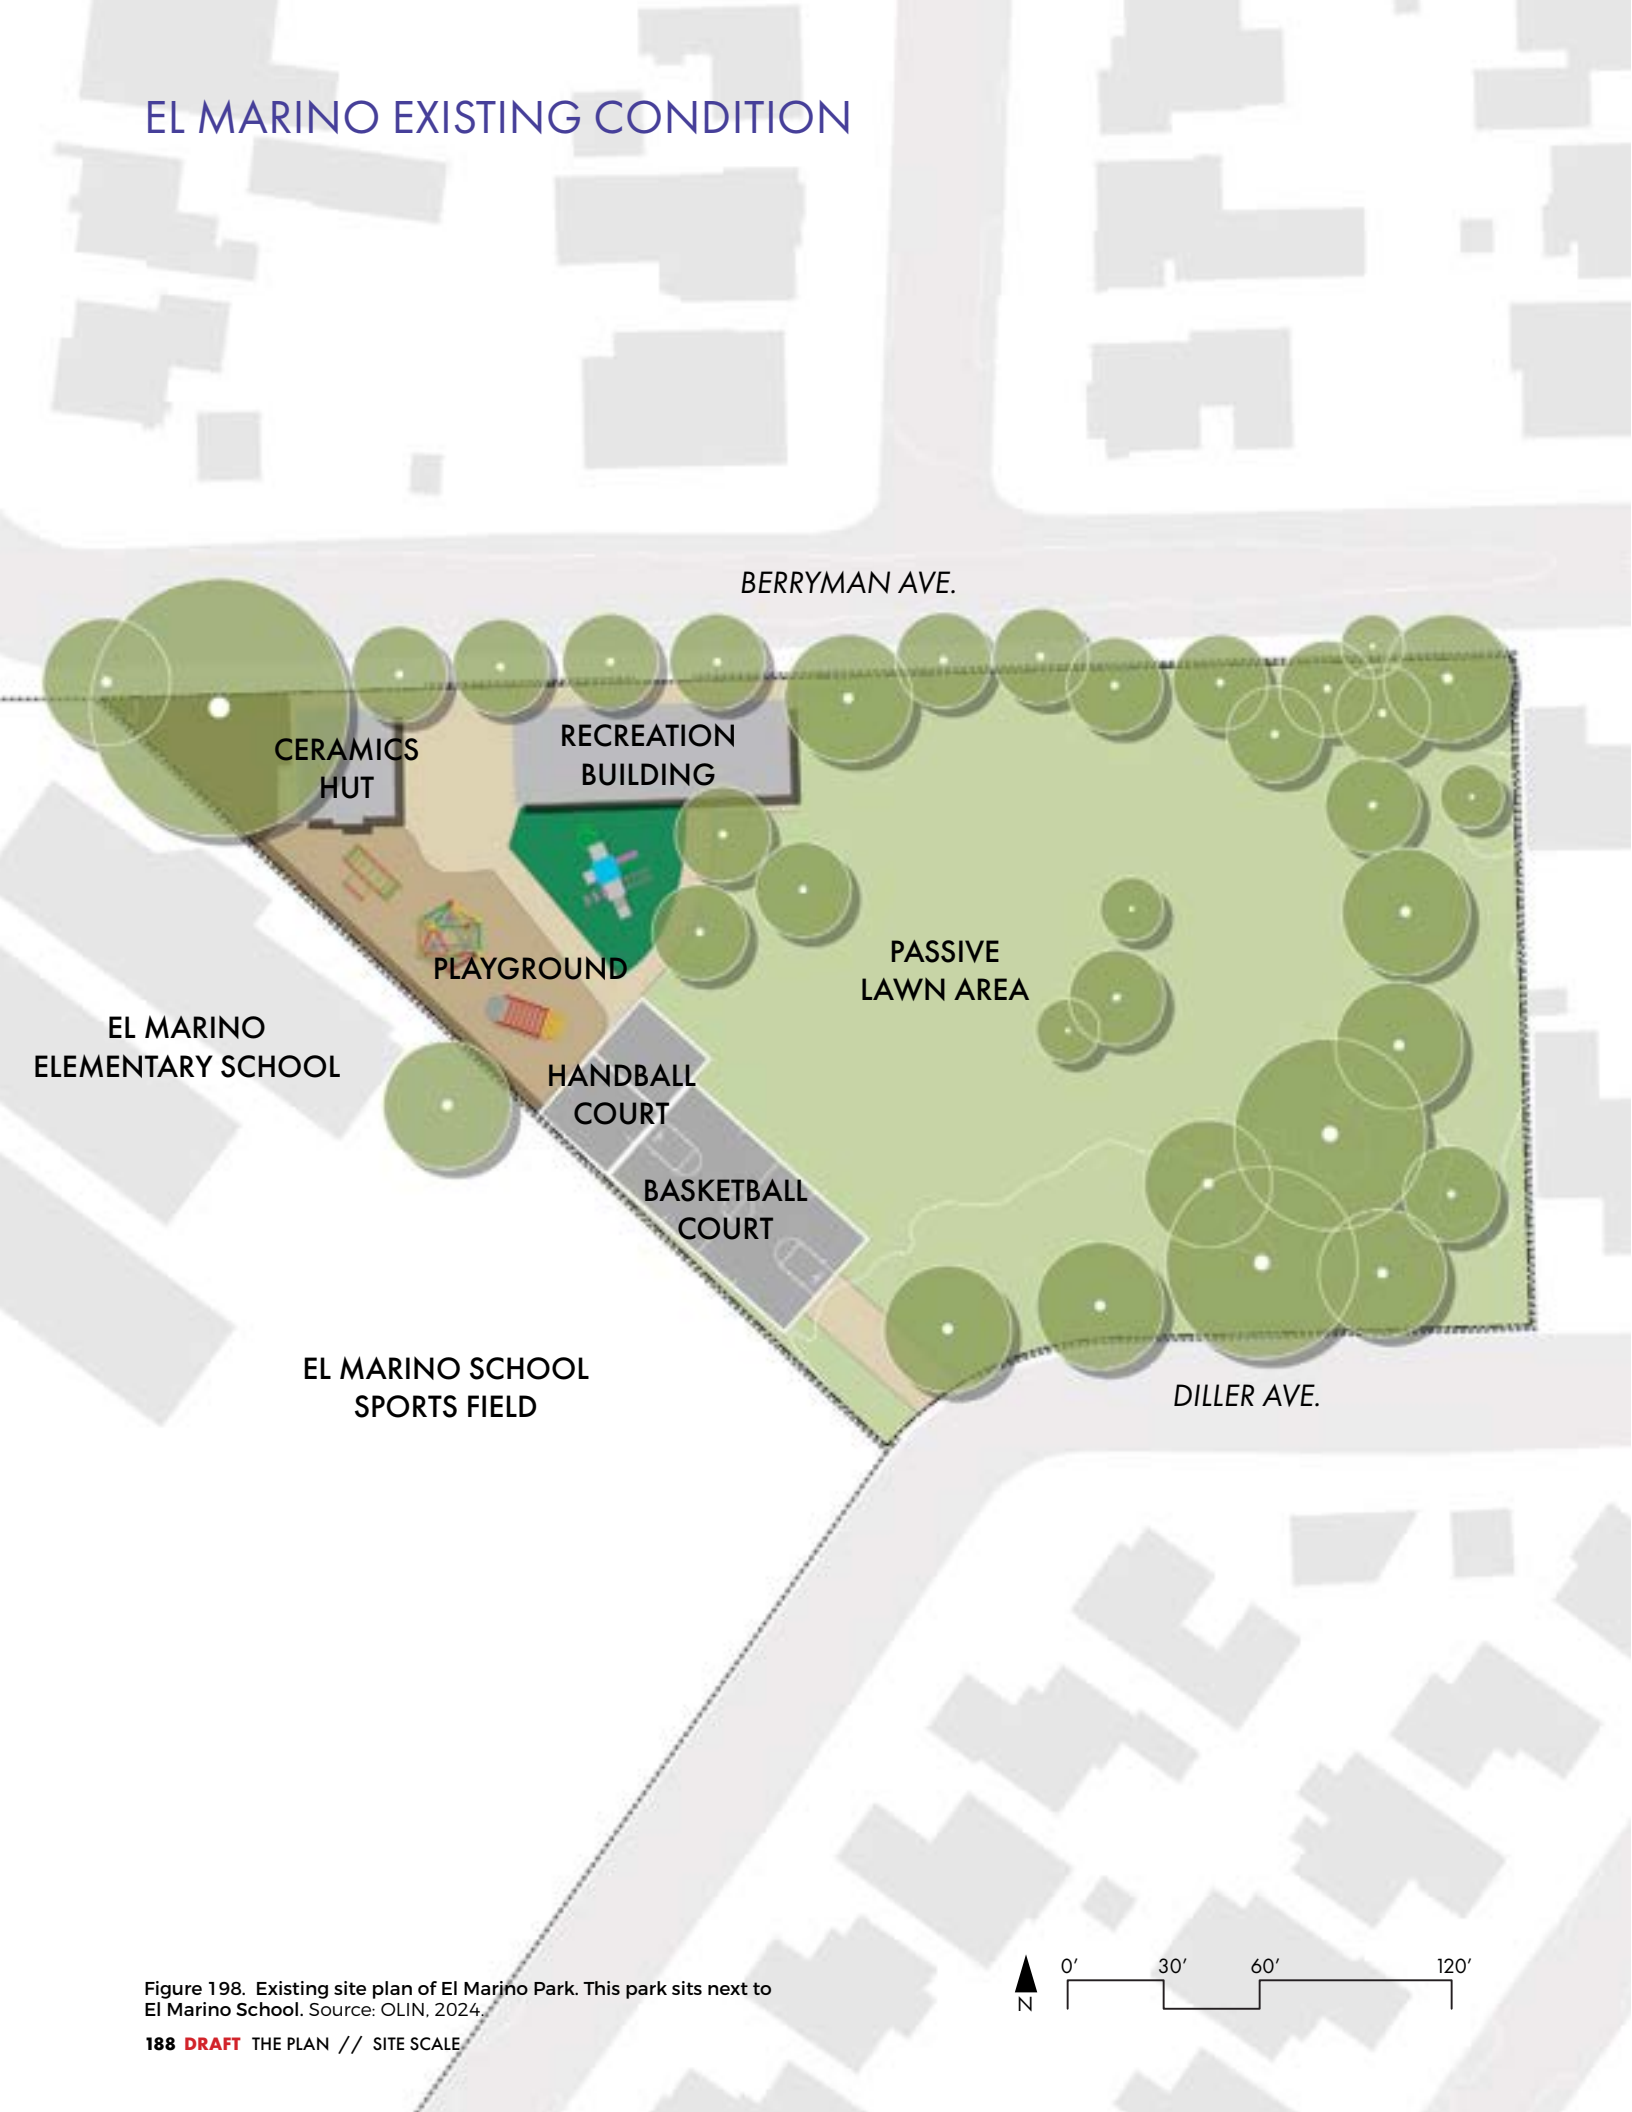 EL MARINO EXISTING CONDITION
BERRYMAN AVE.
CERAMICS
HUT
RECREATION
BUILDING
PLAYGROUND
PASSIVE
LAWN AREA
EL MARINO
ELEMENTARY SCHOOL
HANDBALL
COURT
BASKETBALL
COURT
EL MARINO SCHOOL
SPORTS FIELD
DILLER AVE.
N
0’ 30’ 60’ 120’
Figure 198. Existing site plan of El Marino Park. This park sits next to
El Marino School. Source: OLIN, 2024.
188 DRAFT THE PLAN // SITE SCALE